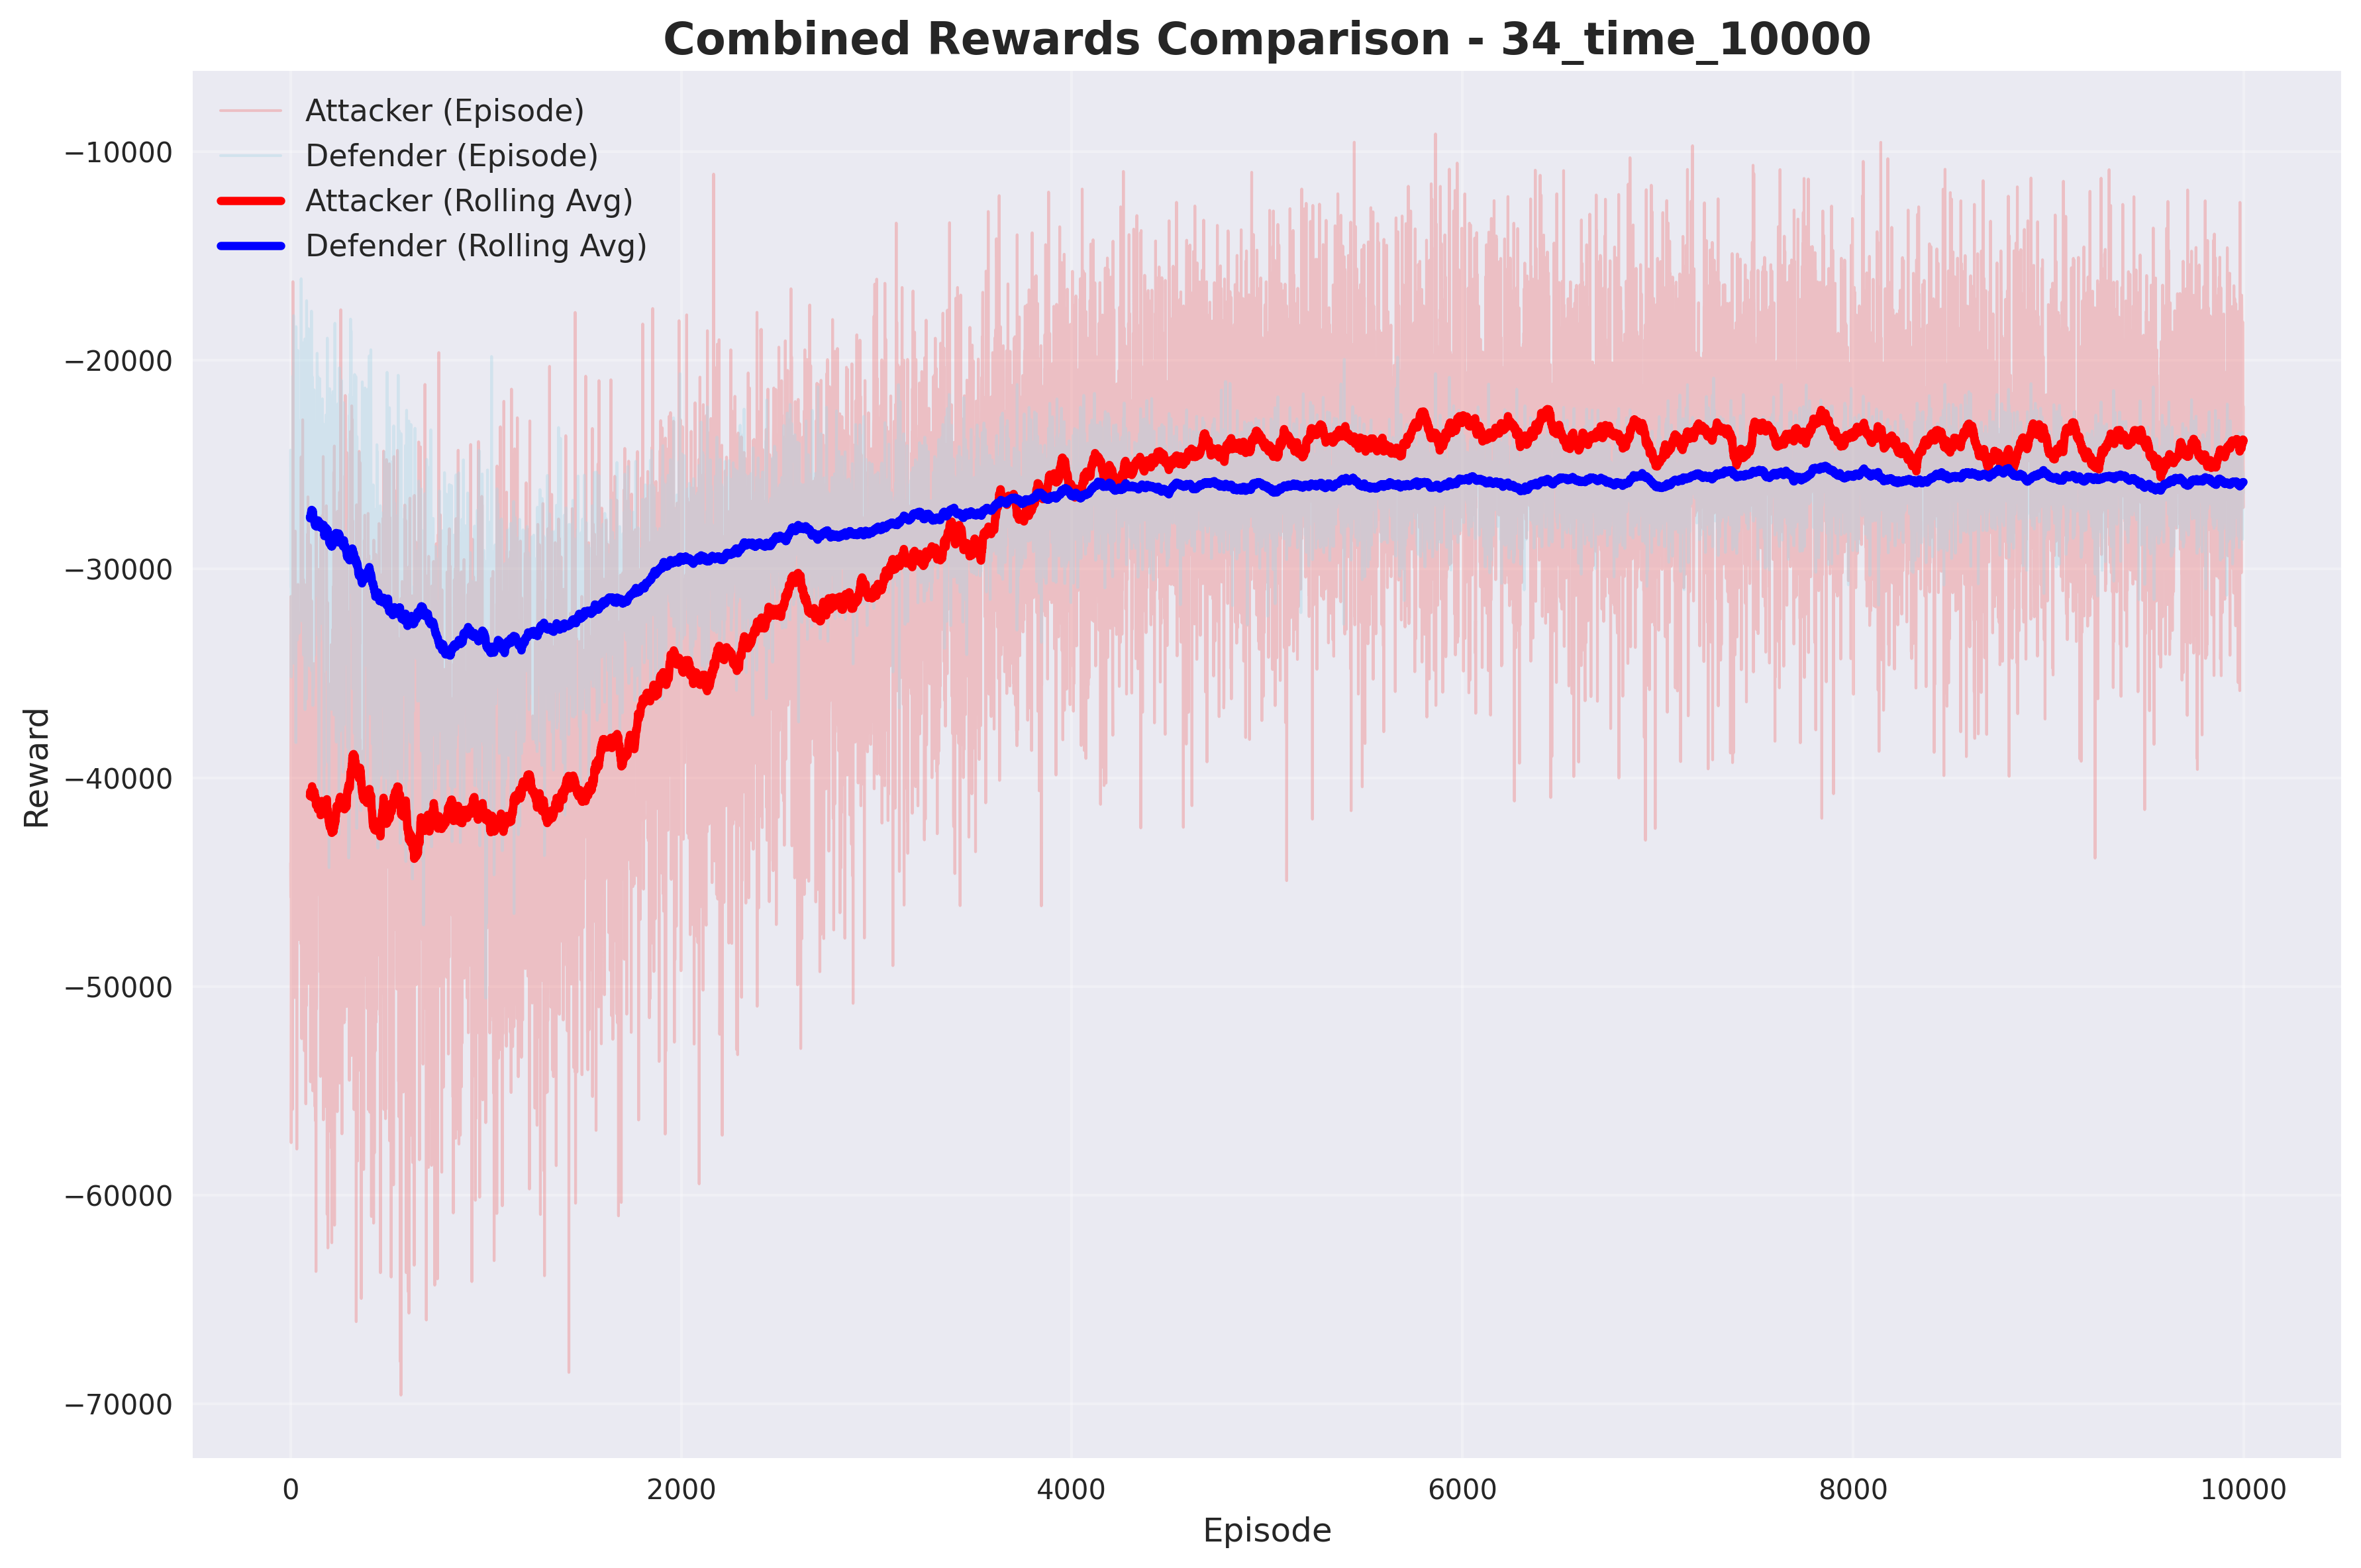 Combined Rewards Comparison - 34_time_10000
Attacker (Episode)
Defender (Episode)
Attacker (Rolling Avg)
Defender (Rolling Avg)
−10000
−20000
−30000
−40000
−50000
−60000
−70000
Reward
0
2000
4000
6000
8000
10000
Episode